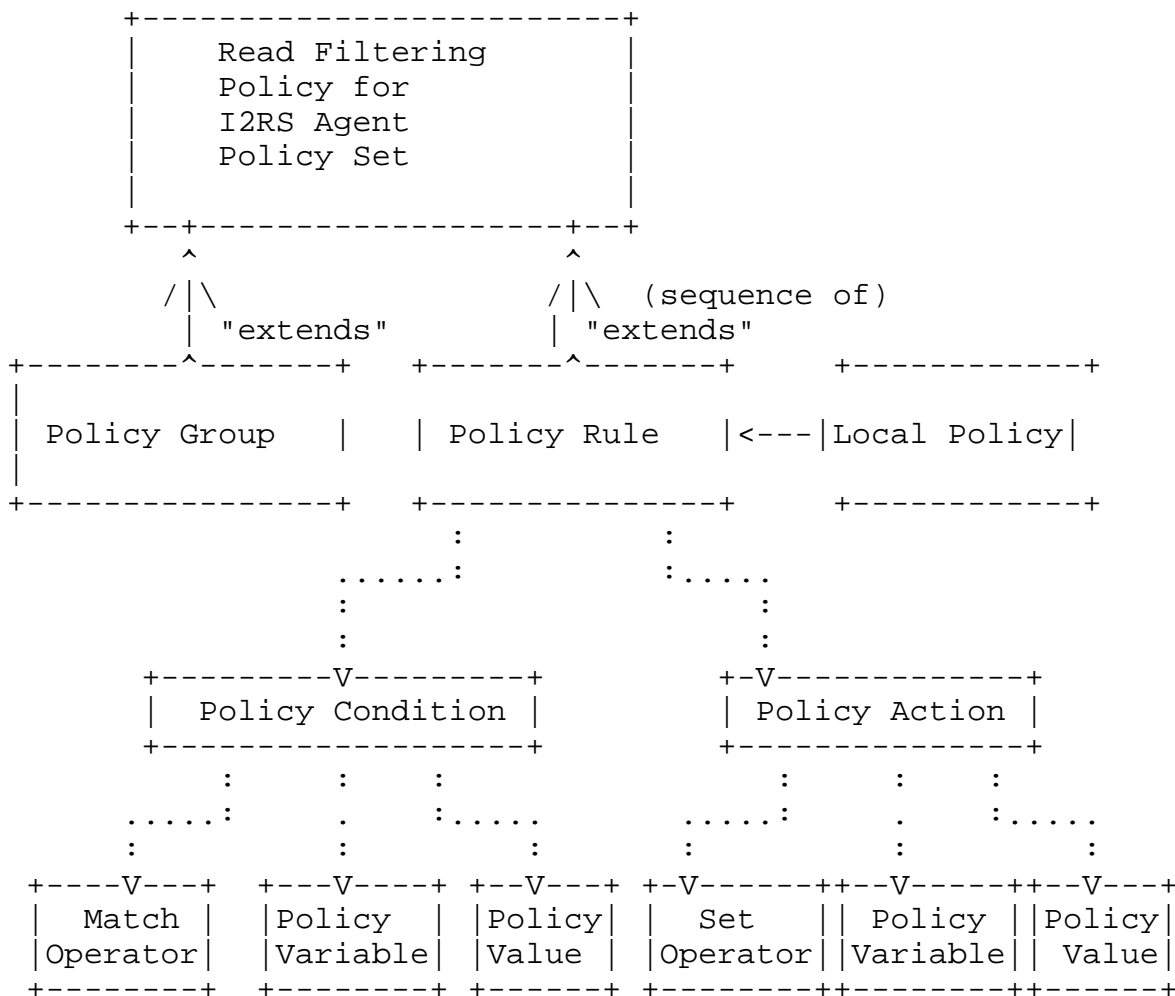 Read Filtering
Policy for
I2RS Agent
Policy Set
(sequence of)
"extends" "extends"
Policy Group Policy Rule Local Policy
Policy Condition Policy Action
Match Policy Policy Set Policy Policy
Operator Variable Value Operator Variable Value